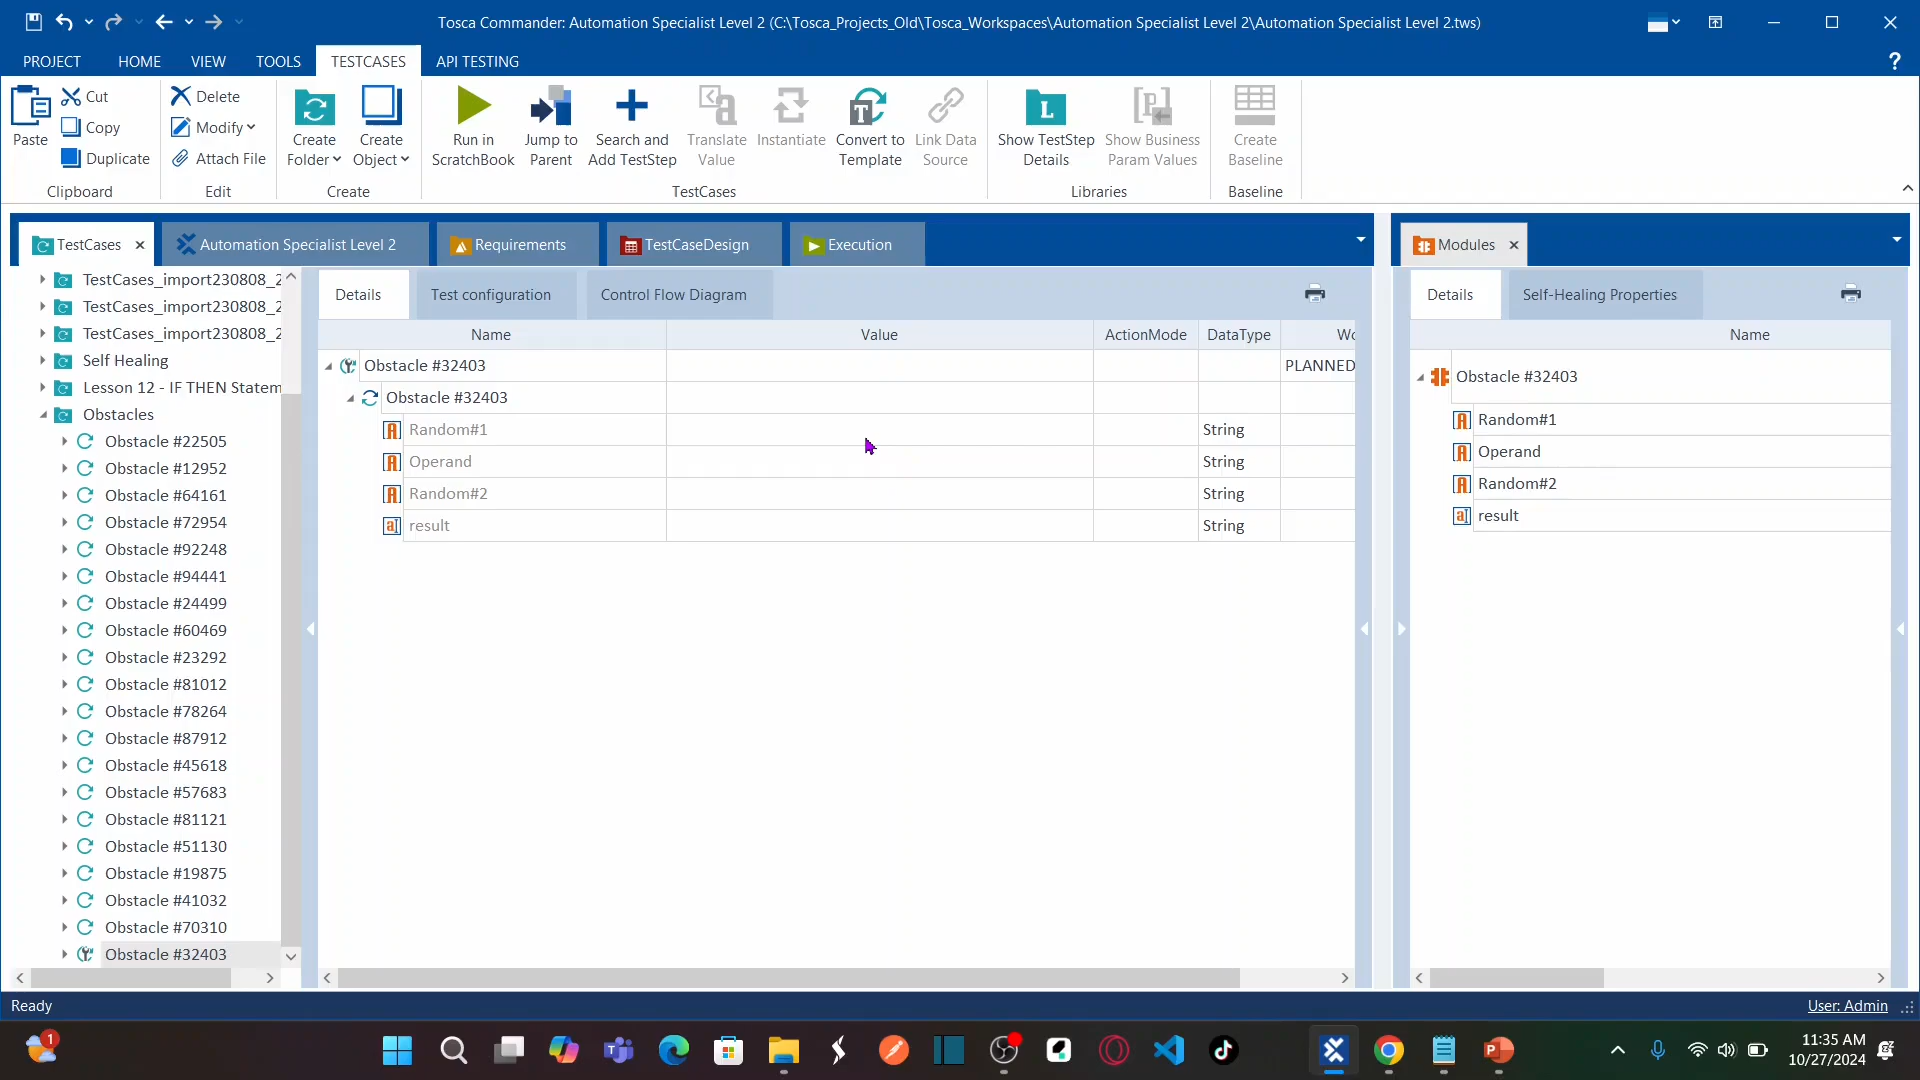 Tosca Commander: Automation Specialist Level 2 (C:\Tosca_Projects_Old\Tosca_Workspaces\Automation Specialist Level 2\Automation Specialist Level 2.tws)
PROJECT HOME VIEW TOOLS TESTCASES API TESTING ?
Paste
Cut
Copy
Duplicate
Clipboard
Delete
Modify
Attach File
Edit
Create Folder
Create Object
Create
Run in ScratchBook
Jump to Parent
Search and Add TestStep
Translate Value
Instantiate
Convert to Template
Link Data Source
TestCases
Show TestStep Details
Show Business Param Values
Libraries
Create Baseline
Baseline
TestCases Automation Specialist Level 2 Requirements TestCaseDesign Execution Modules
TestCases_import230808_2
TestCases_import230808_2
TestCases_import230808_2
Self Healing
Lesson 12 - IF THEN Statem
Obstacles
Obstacle #22505
Obstacle #12952
Obstacle #64161
Obstacle #72954
Obstacle #92248
Obstacle #94441
Obstacle #24499
Obstacle #60469
Obstacle #23292
Obstacle #81012
Obstacle #78264
Obstacle #87912
Obstacle #45618
Obstacle #57683
Obstacle #81121
Obstacle #51130
Obstacle #19875
Obstacle #41032
Obstacle #70310
Obstacle #32403
Details Test configuration Control Flow Diagram
Name Value ActionMode DataType Wo
Obstacle #32403 PLANNED
Obstacle #32403
Random#1 String
Operand String
Random#2 String
result String
Details Self-Healing Properties
Name
Obstacle #32403
Random#1
Operand
Random#2
result
Ready User: Admin
1
11:35 AM
10/27/2024